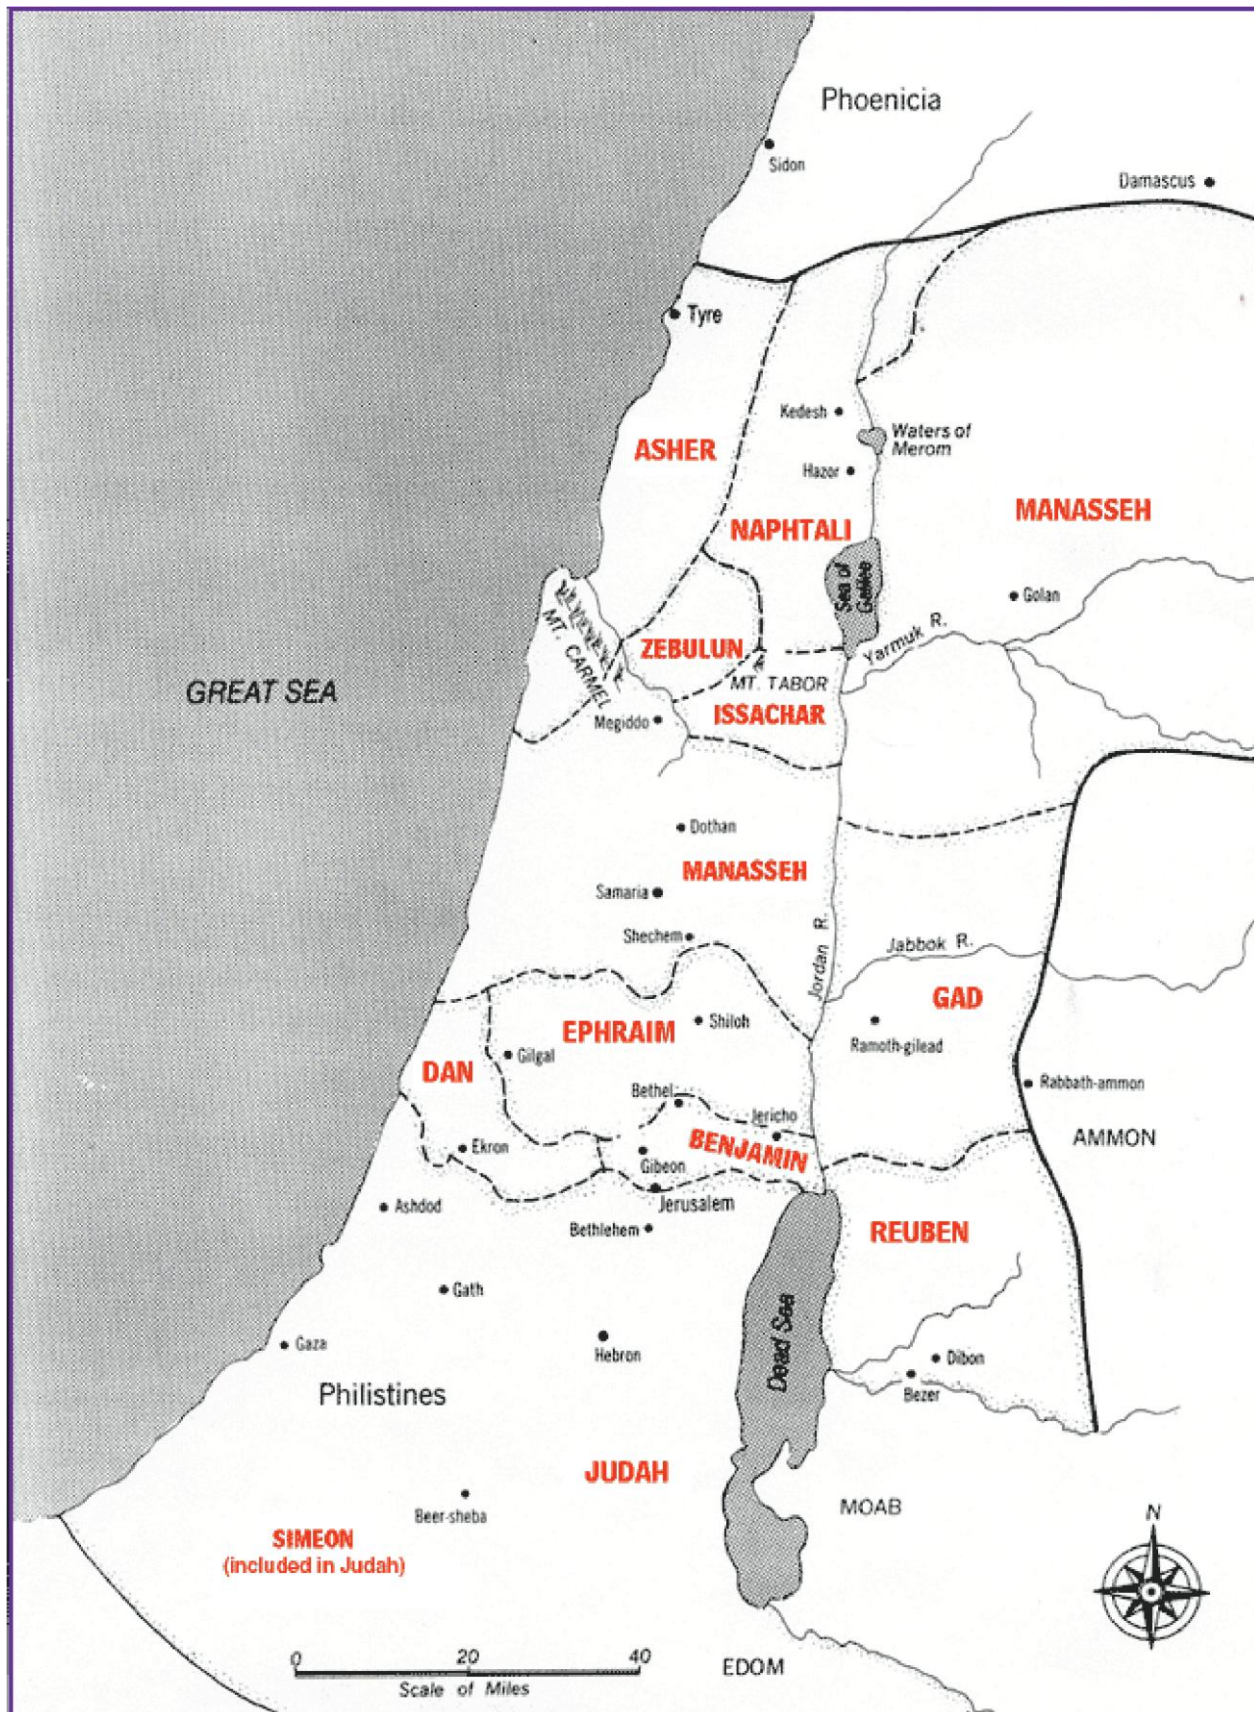 Phoenicia
Sidon
Damascus
Tyre
Kedesh
Waters of
Merom
ASHER
Hazor
MANASSEH
NAPHTALI
Sea of
Galilee
Golan
MT. CARMEL
ZEBULUN
Yarmuk R.
MT. TABOR
GREAT SEA
ISSACHAR
Megiddo
Dothan
MANASSEH
Samaria
Shechem
Jordan R.
Jabbok R.
GAD
EPHRAIM
Shiloh
Ramoth-gilead
Gilgal
DAN
Rabbath-ammon
Bethel
Jericho
AMMON
BENJAMIN
Ekron
Gibeon
Ashdod
Jerusalem
Bethlehem
REUBEN
Gath
Dead Sea
Gaza
Hebron
Dibon
Bezer
Philistines
JUDAH
MOAB
Beer-sheba
N
SIMEON
(included in Judah)
0 20 40
Scale of Miles
EDOM